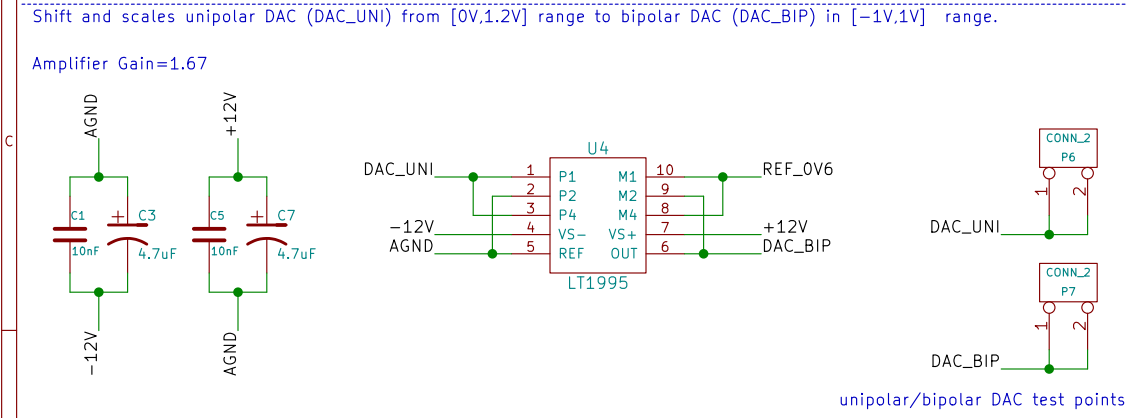 Shift and scales unipolar DAC (DAC_UNI) from [0V,1.2V] range to bipolar DAC (DAC_BIP) in [-1V,1V] range.
Amplifier Gain=1.67
C
AGND
+12V
C1
C3
10nF
4.7uF
C5
C7
10nF
4.7uF
-12V
AGND
U4
DAC_UNI 1 P1 M1 10 REF_0V6
2 P2 M2 9
3 P4 M4 8
-12V 4 VS- VS+ 7 +12V
AGND 5 REF OUT 6 DAC_BIP
LT1995
CONN_2
P6
1 2
DAC_UNI
CONN_2
P7
1 2
DAC_BIP
unipolar/bipolar DAC test points